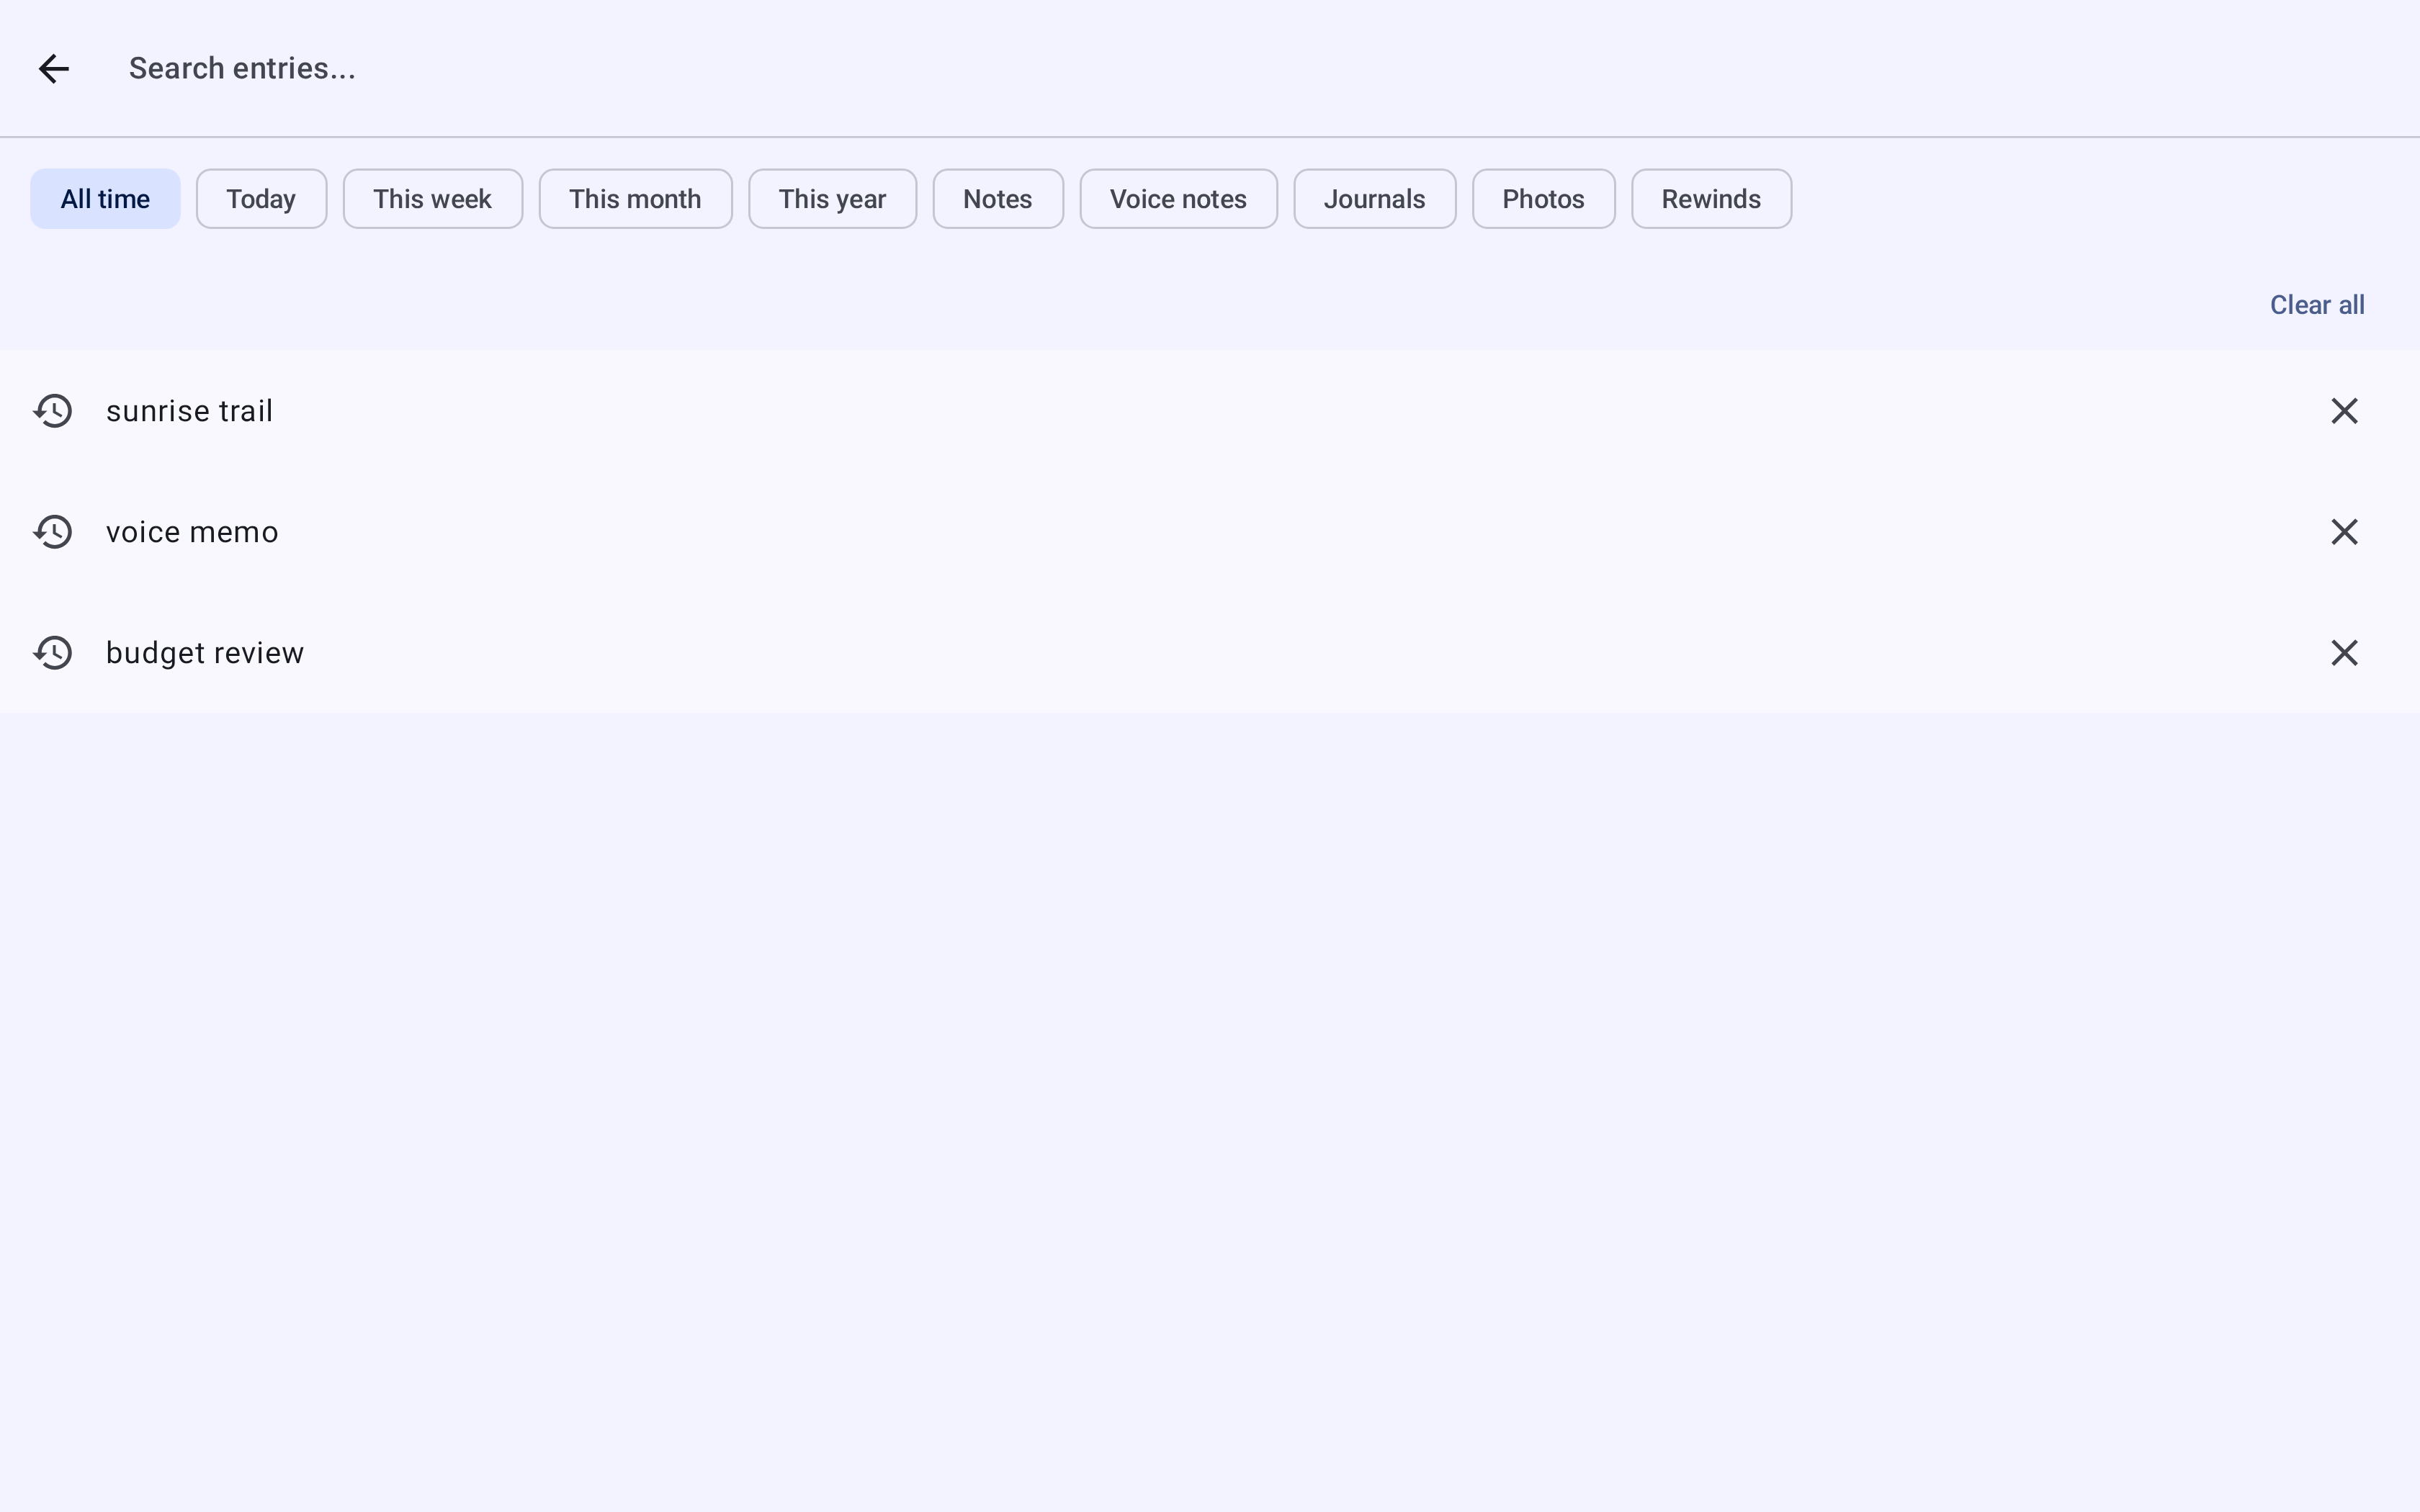 Search entries...
All time Today This week This month This year Notes Voice notes Journals Photos Rewinds
Clear all
sunrise trail
voice memo
budget review